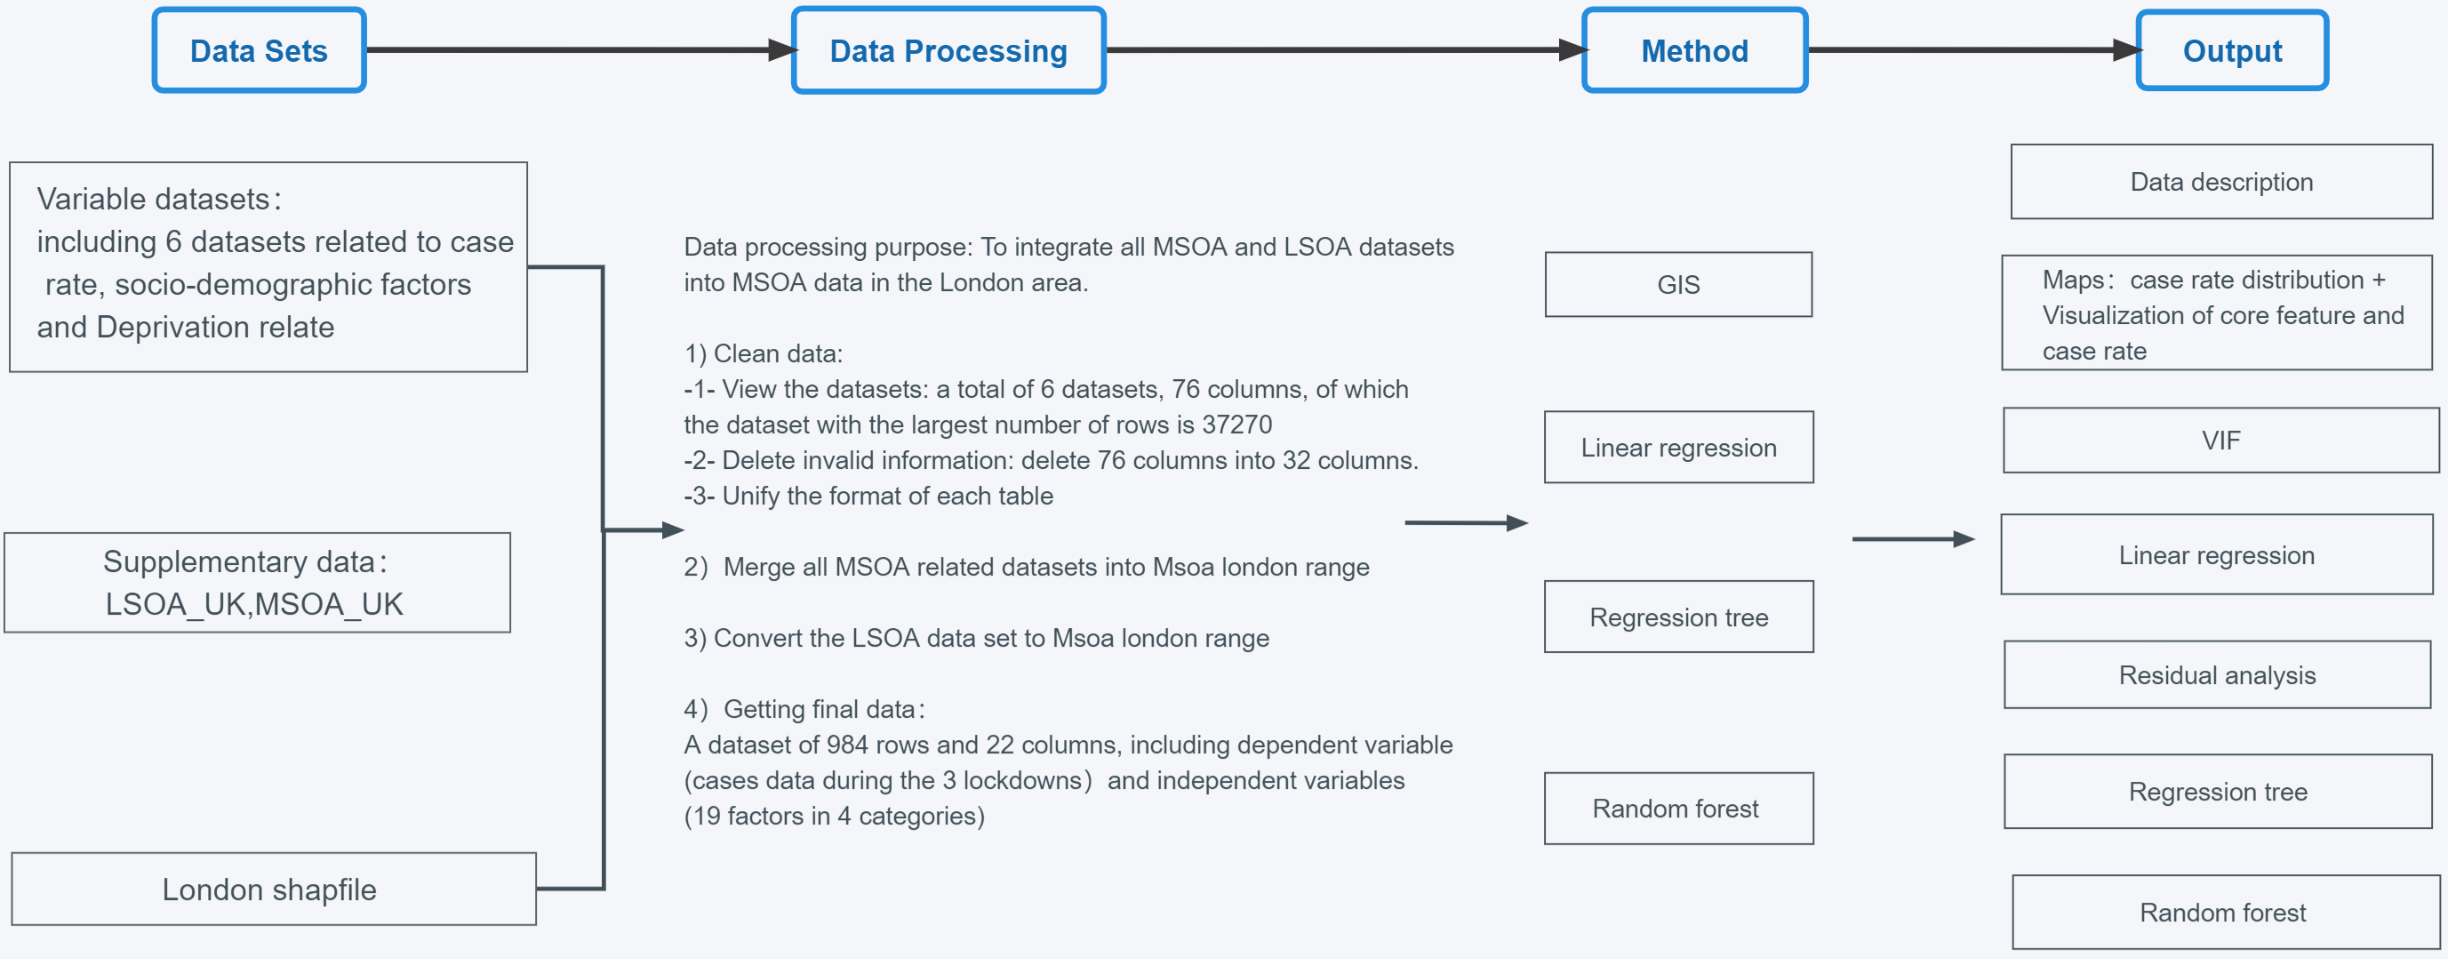 Data Sets
Data Processing
Method
Output
Variable datasets：
including 6 datasets related to case
rate, socio-demographic factors
and Deprivation relate
Supplementary data：
LSOA_UK,MSOA_UK
London shapfile
Data processing purpose: To integrate all MSOA and LSOA datasets
into MSOA data in the London area.
1) Clean data:
-1- View the datasets: a total of 6 datasets, 76 columns, of which
the dataset with the largest number of rows is 37270
-2- Delete invalid information: delete 76 columns into 32 columns.
-3- Unify the format of each table
2）Merge all MSOA related datasets into Msoa london range
3) Convert the LSOA data set to Msoa london range
4）Getting final data：
A dataset of 984 rows and 22 columns, including dependent variable
(cases data during the 3 lockdowns）and independent variables
(19 factors in 4 categories)
GIS
Linear regression
Regression tree
Random forest
Data description
Maps：case rate distribution +
Visualization of core feature and
case rate
VIF
Linear regression
Residual analysis
Regression tree
Random forest